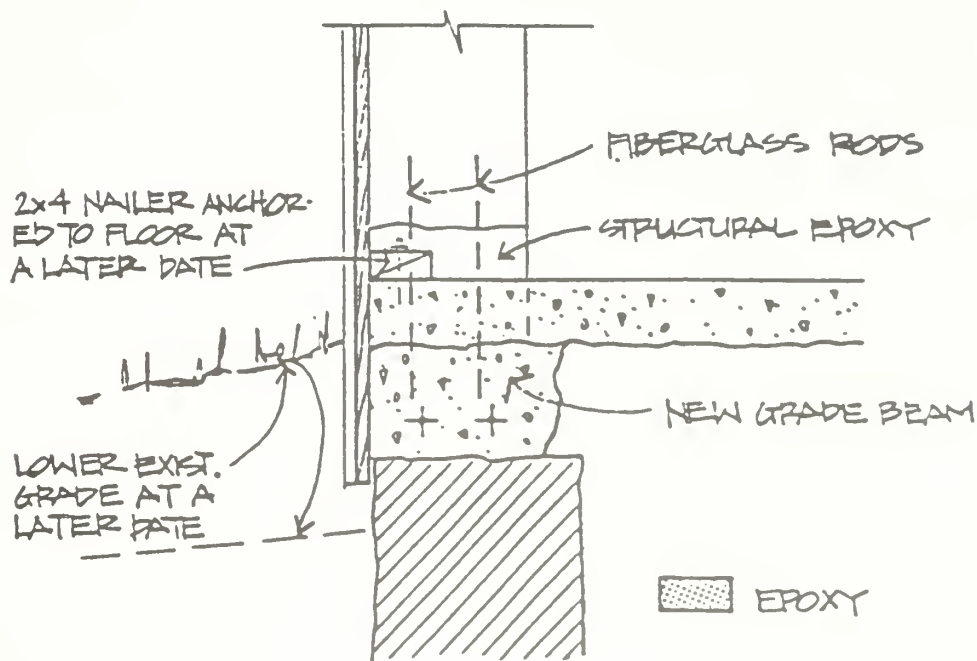 FIBERGLASS RODS
2x4 NAILER ANCHOR-
ED TO FLOOR AT
A LATER DATE
STRUCTURAL EPOXY
NEW GRADE BEAM
LOWER EXIST.
GRADE AT A
LATER DATE
EPOXY